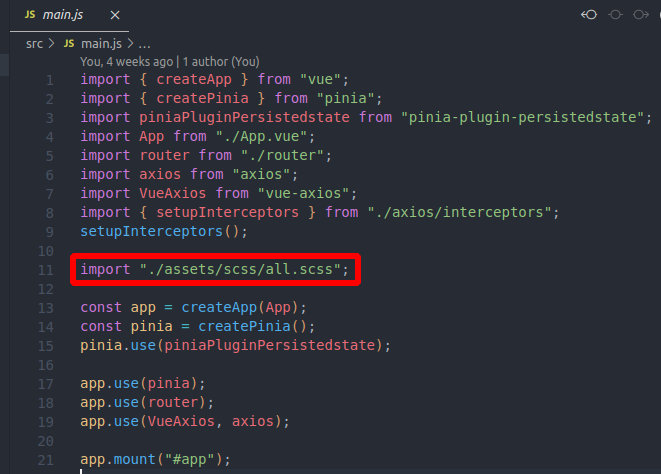 JS main.js ×
src > JS main.js > ...
You, 4 weeks ago | 1 author (You)
1 import { createApp } from "vue";
2 import { createPinia } from "pinia";
3 import piniaPluginPersistedstate from "pinia-plugin-persistedstate";
4 import App from "./App.vue";
5 import router from "./router";
6 import axios from "axios";
7 import VueAxios from "vue-axios";
8 import { setupInterceptors } from "./axios/interceptors";
9 setupInterceptors();
10
11 import "./assets/scss/all.scss";
12
13 const app = createApp(App);
14 const pinia = createPinia();
15 pinia.use(piniaPluginPersistedstate);
16
17 app.use(pinia);
18 app.use(router);
19 app.use(VueAxios, axios);
20
21 app.mount("#app");